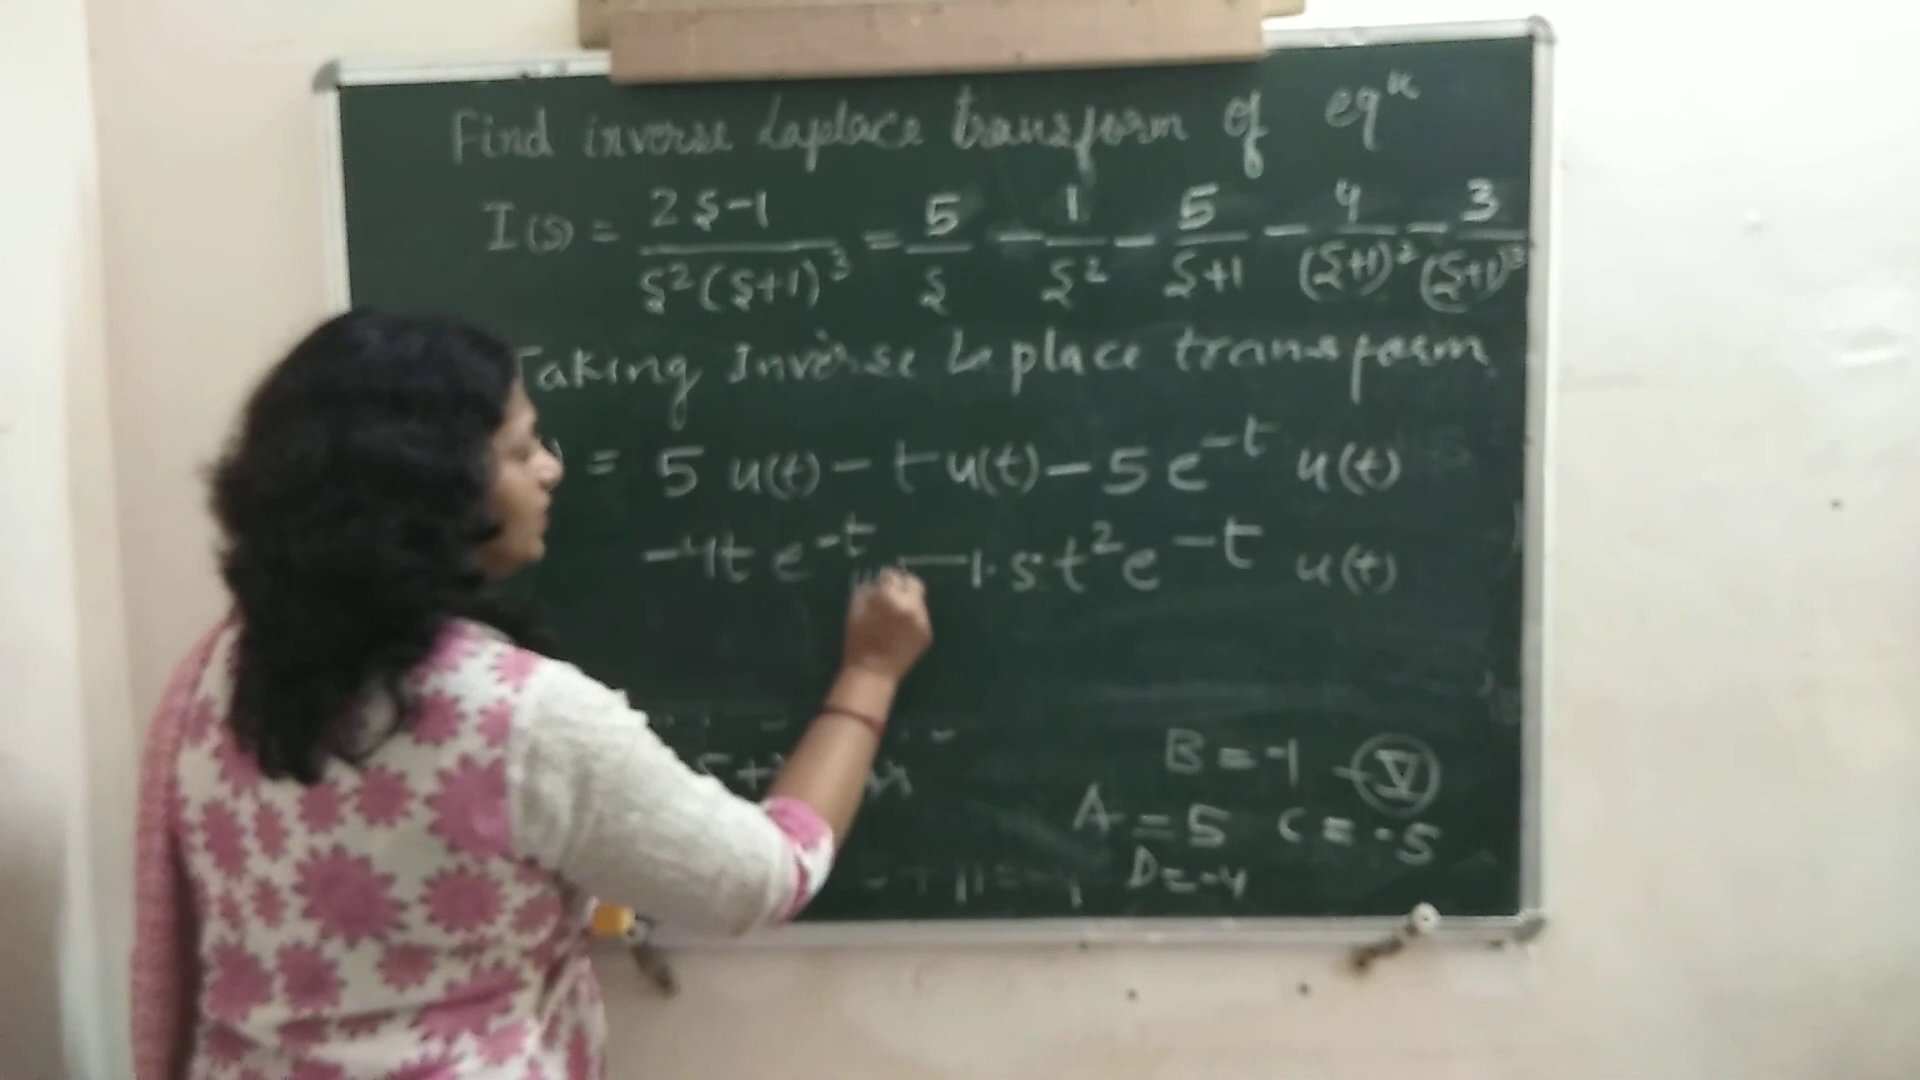 Find inverse Laplace transform of eqⁿ
I(s) = 2s-1 / s²(s+1)³ = 5/s - 1/s² - 5/s+1 - 4/(s+1)² - 3/(s+1)³
Taking Inverse Laplace transform
) = 5 u(t) - t u(t) - 5 e^-t u(t)
-4t e^-t - 1.5 t² e^-t u(t)
B = -1 - Ⓥ
A = 5 C = -5
D = -4